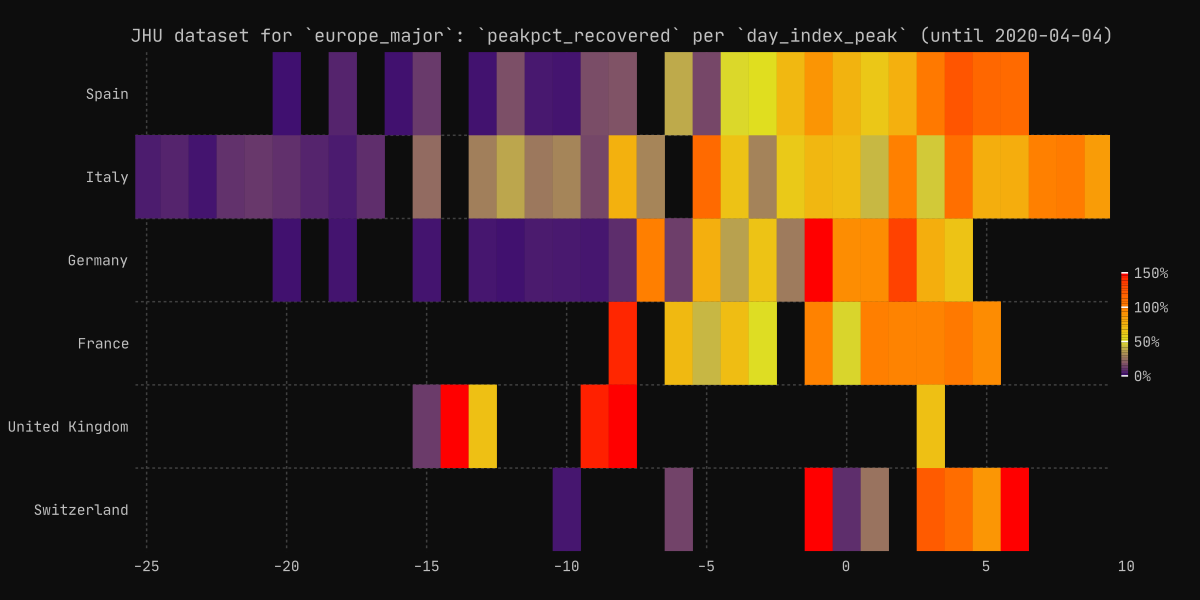 JHU dataset for `europe_major`: `peakpct_recovered` per `day_index_peak` (until 2020-04-04)
Spain
Italy
Germany
France
United Kingdom
Switzerland
150%
100%
50%
0%
-25 -20 -15 -10 -5 0 5 10